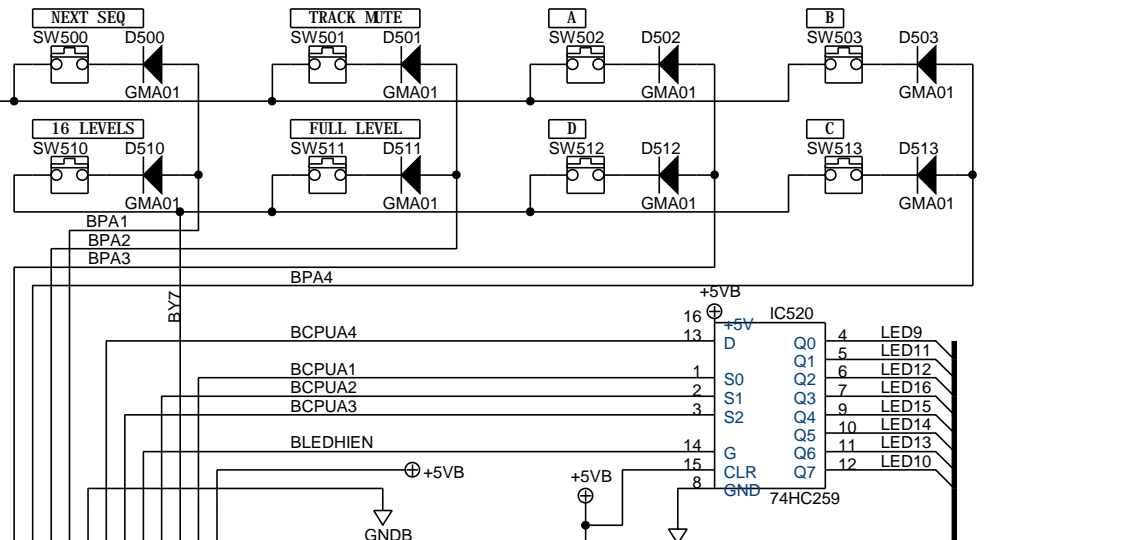 NEXT SEQ TRACK MUTE A B
SW500 D500 SW501 D501 SW502 D502 SW503 D503
GMA01 GMA01 GMA01 GMA01
16 LEVELS FULL LEVEL D C
SW510 D510 SW511 D511 SW512 D512 SW513 D513
GMA01 GMA01 GMA01 GMA01
BPA1
BPA2
BPA3
BPA4
BY7
+5VB
16 +5V IC520
BCPUA4 13 D Q0 4 LED9
Q1 5 LED11
BCPUA1 1 S0 Q2 6 LED12
BCPUA2 2 S1 Q3 7 LED16
BCPUA3 3 S2 Q4 9 LED15
Q5 10 LED14
BLEDHIEN 14 G Q6 11 LED13
+5VB 15 CLR Q7 12 LED10
+5VB 8 GND 74HC259
GNDB